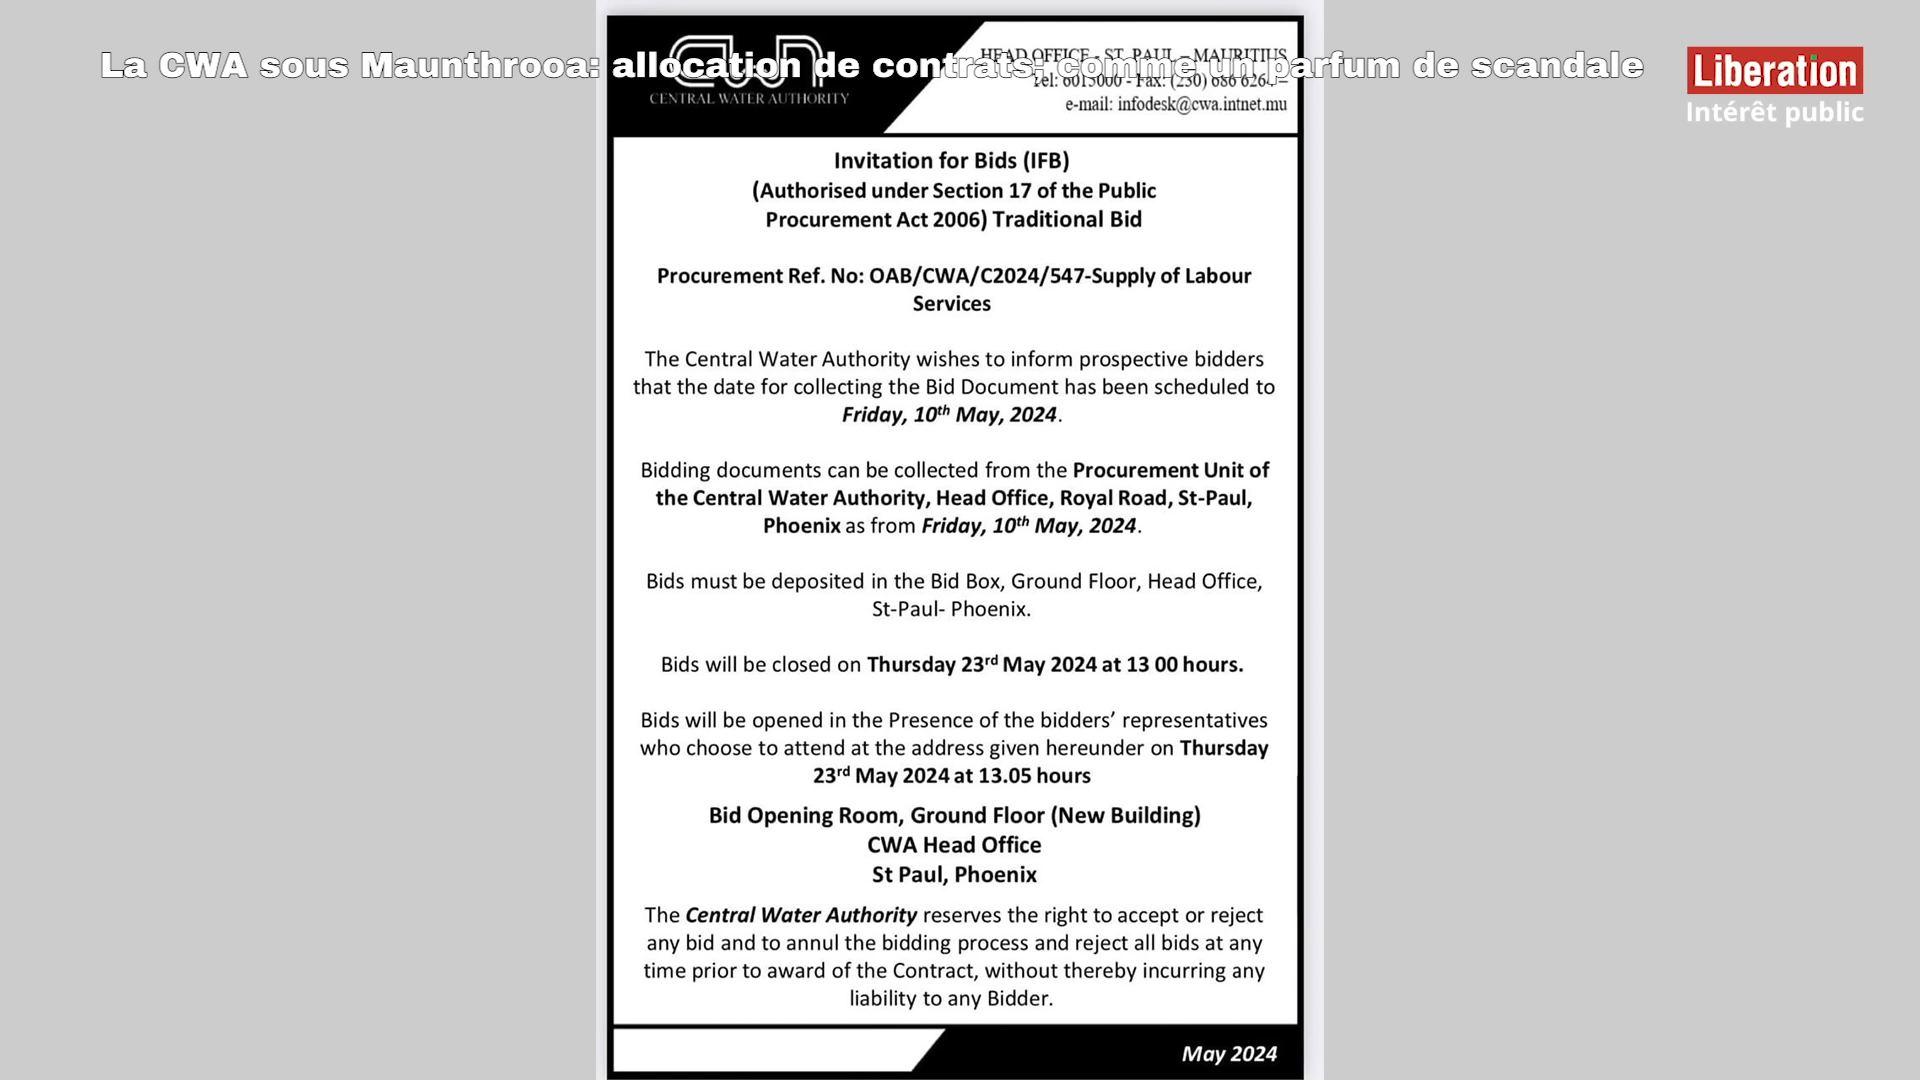 La CWA sous Maunthrooa: allocation de contrats, comme un parfum de scandale
Liberation
Intérêt public
CENTRAL WATER AUTHORITY
HEAD OFFICE - ST. PAUL – MAURITIUS
Tel: 6015000 - Fax: (230) 686
e-mail: infodesk@cwa.intnet.mu
Invitation for Bids (IFB)
(Authorised under Section 17 of the Public
Procurement Act 2006) Traditional Bid
Procurement Ref. No: OAB/CWA/C2024/547-Supply of Labour
Services
The Central Water Authority wishes to inform prospective bidders
that the date for collecting the Bid Document has been scheduled to
Friday, 10th May, 2024.
Bidding documents can be collected from the Procurement Unit of
the Central Water Authority, Head Office, Royal Road, St-Paul,
Phoenix as from Friday, 10th May, 2024.
Bids must be deposited in the Bid Box, Ground Floor, Head Office,
St-Paul- Phoenix.
Bids will be closed on Thursday 23rd May 2024 at 13 00 hours.
Bids will be opened in the Presence of the bidders’ representatives
who choose to attend at the address given hereunder on Thursday
23rd May 2024 at 13.05 hours
Bid Opening Room, Ground Floor (New Building)
CWA Head Office
St Paul, Phoenix
The Central Water Authority reserves the right to accept or reject
any bid and to annul the bidding process and reject all bids at any
time prior to award of the Contract, without thereby incurring any
liability to any Bidder.
May 2024